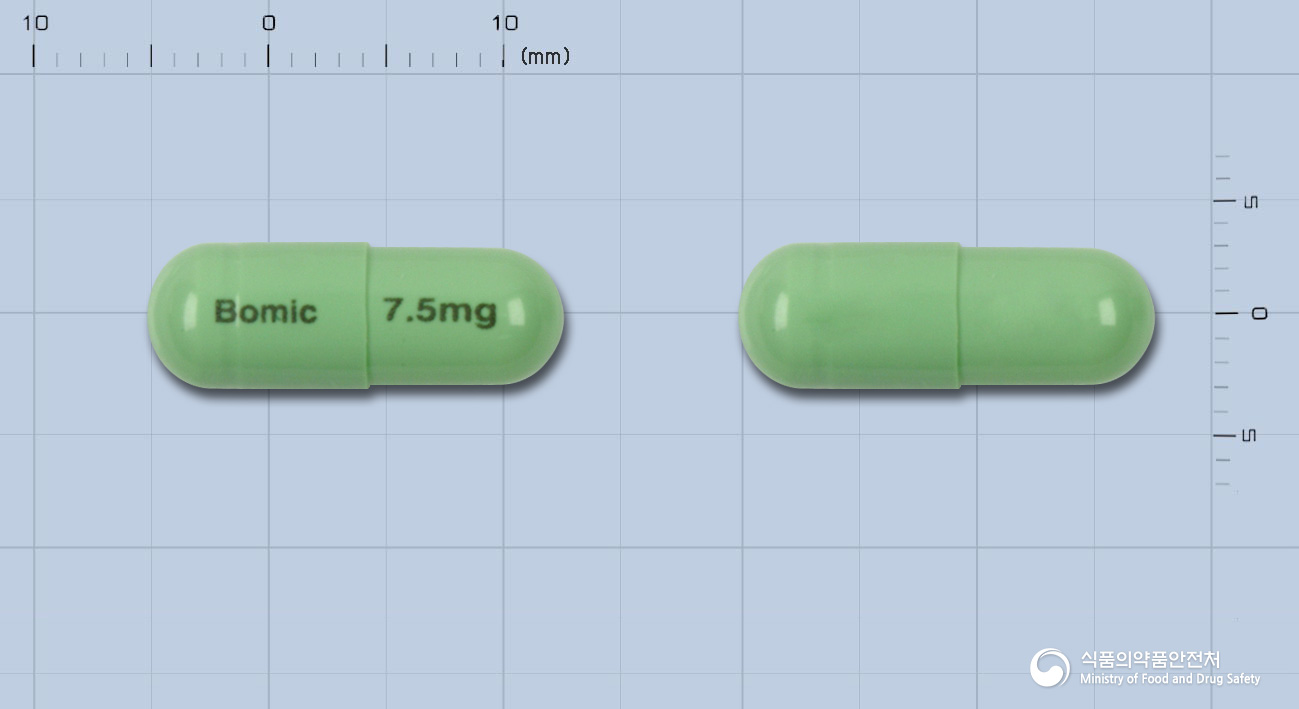 10 0 10
(mm)
Bomic 7.5mg
5
0
5
식품의약품안전처
Ministry of Food and Drug Safety